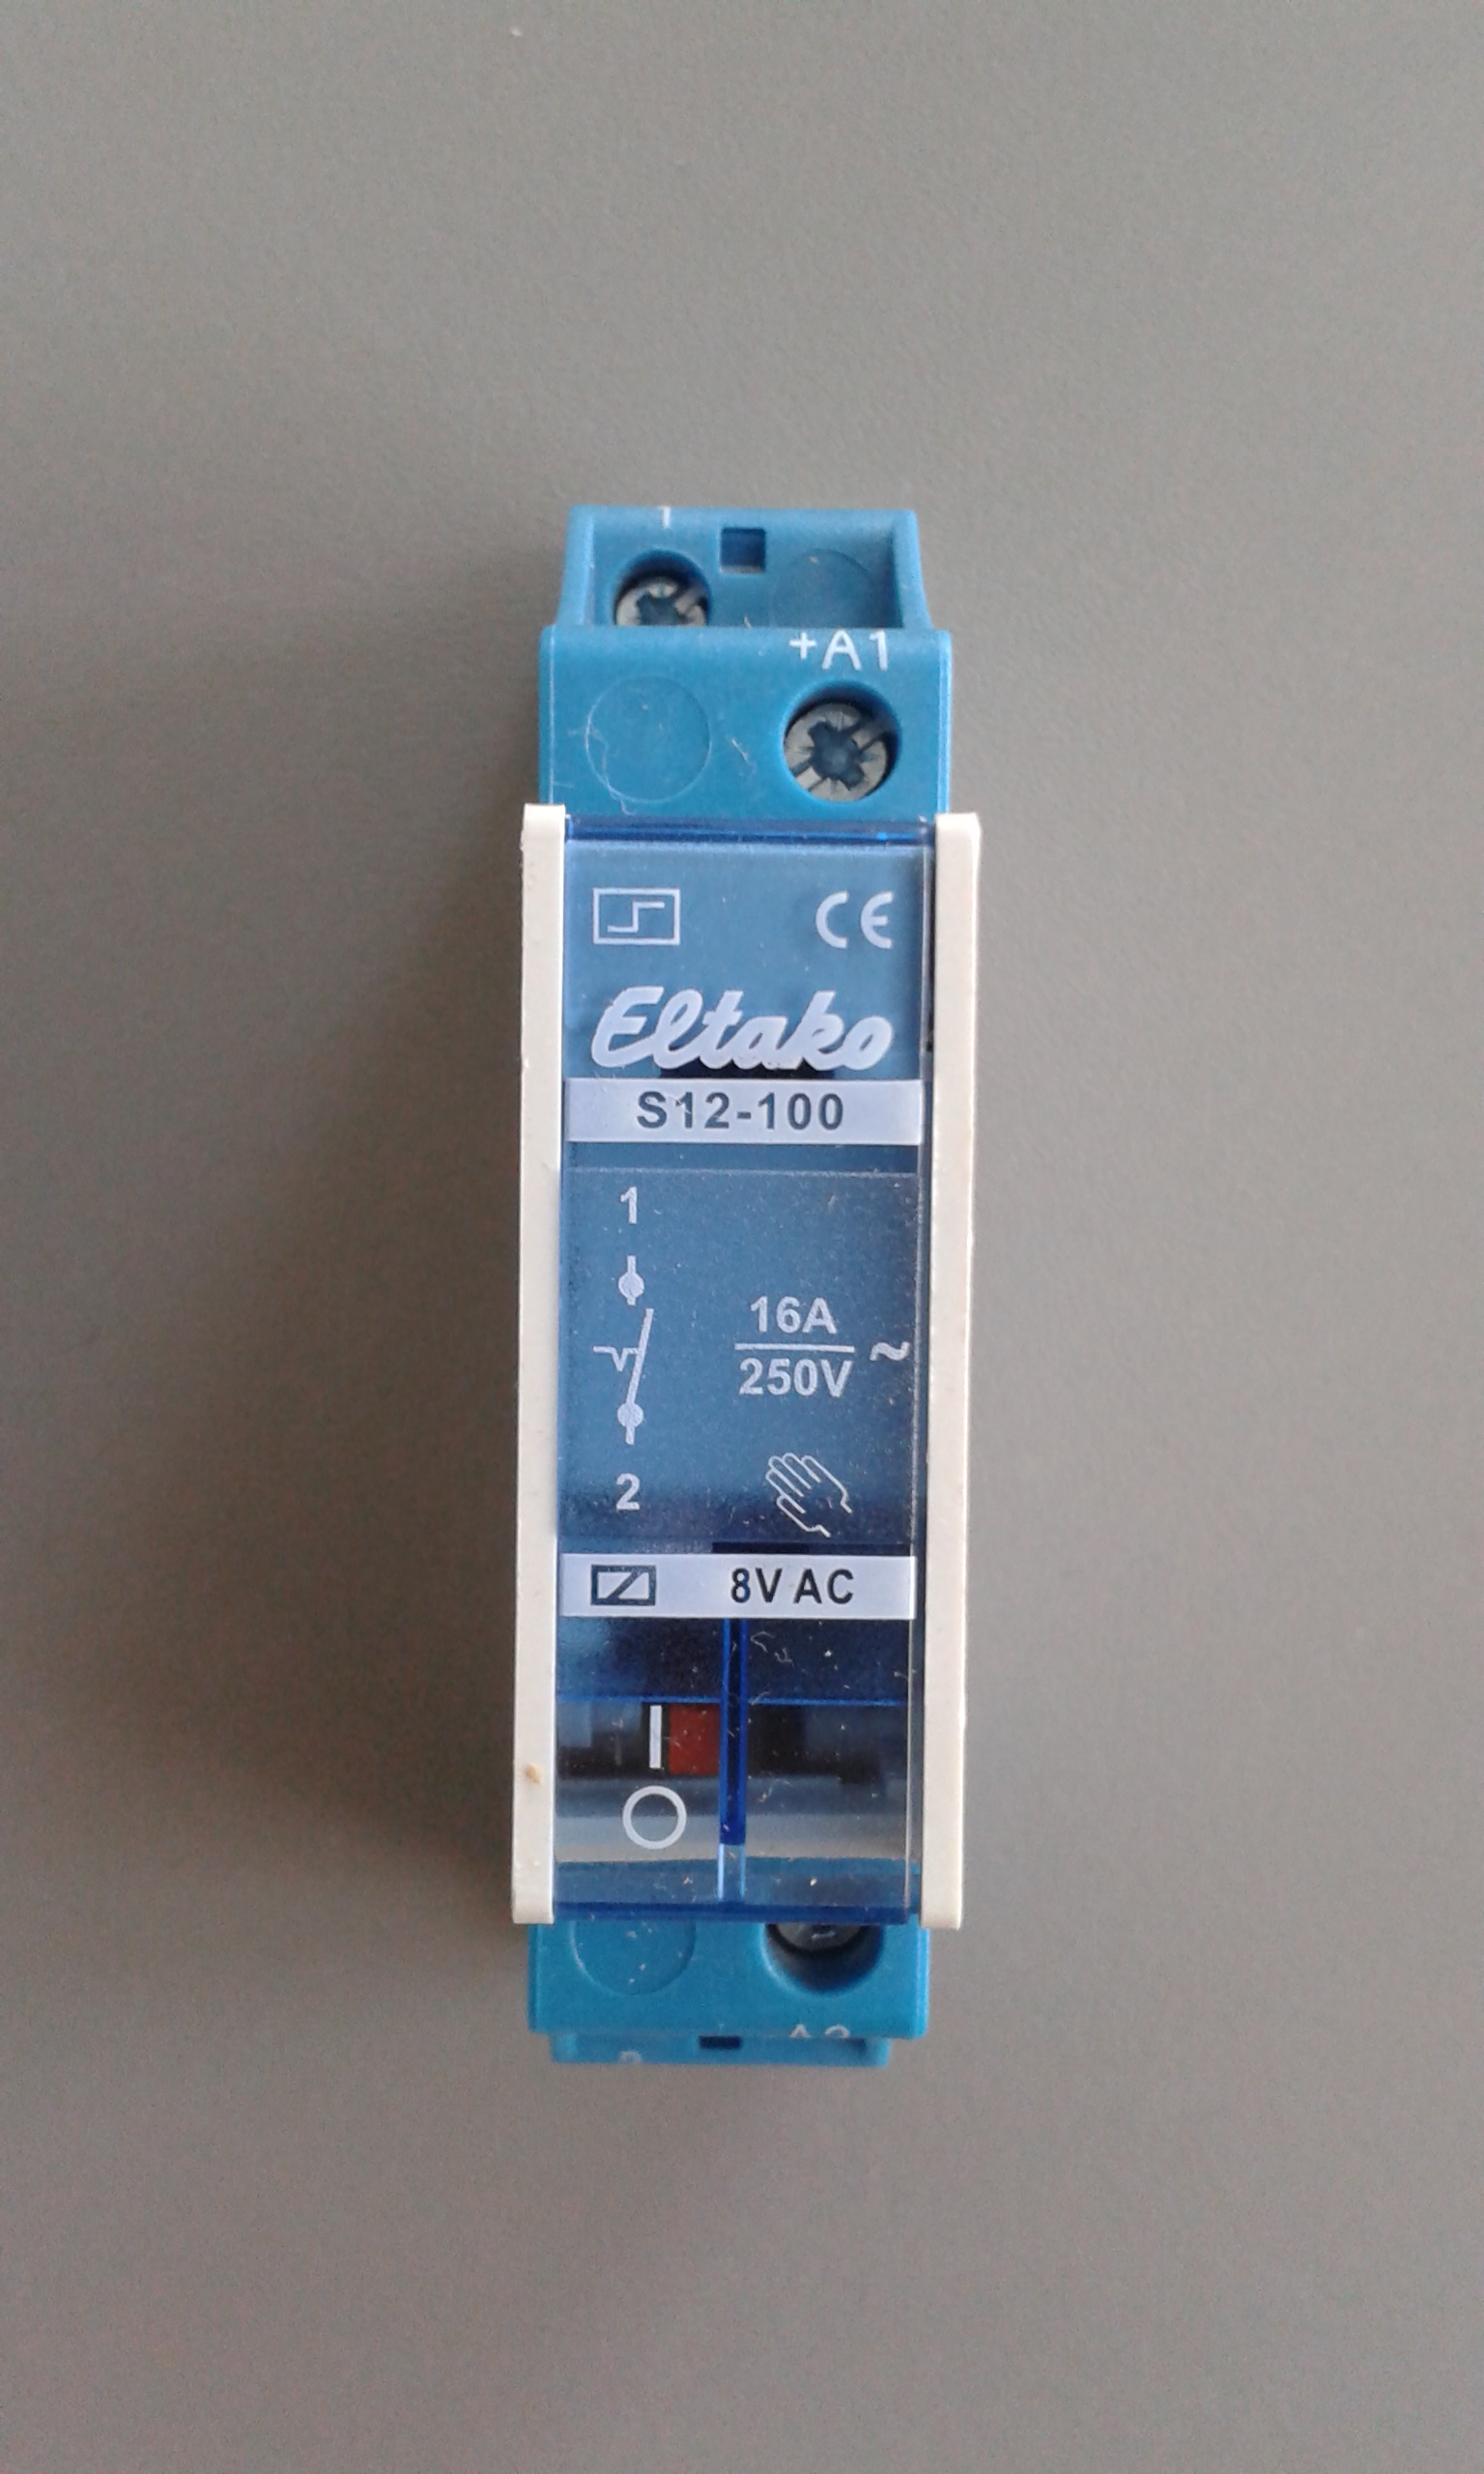 1
+A1
CE
Eltako
S12-100
1
16A
250V ~
2
8V AC
I
O